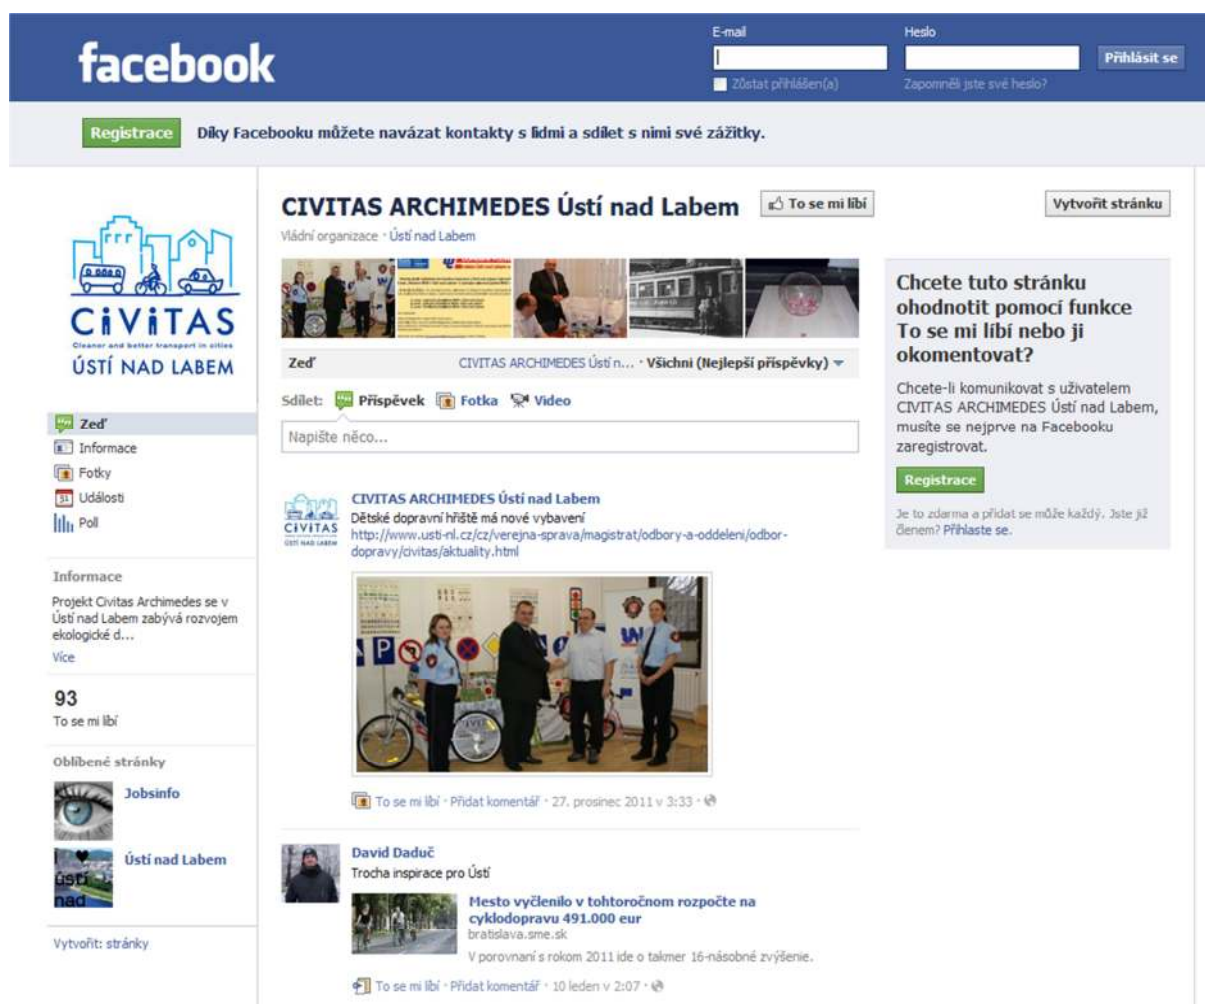 facebook
E-mail
Heslo
Přihlásit se
Zůstat přihlášen(a)
Zapomněli jste své heslo?
Registrace
Díky Facebooku můžete navázat kontakty s lidmi a sdílet s nimi své zážitky.
CIVITAS
Cleaner and better transport in cities
ÚSTÍ NAD LABEM
Zeď
Informace
Fotky
31
Události
Poll
Informace
Projekt Civitas Archimedes se v
Ústí nad Labem zabývá rozvojem
ekologické d...
Více
93
To se mi líbí
Oblíbené stránky
Jobsinfo
ústí
nad
Ústí nad Labem
Vytvořit: stránky
CIVITAS ARCHIMEDES Ústí nad Labem
To se mi líbí
Vládní organizace · Ústí nad Labem
Zeď
CIVITAS ARCHIMEDES Ústí n... · Všichni (Nejlepší příspěvky)
Sdílet: Příspěvek Fotka Video
Napište něco...
CIVITAS
ÚSTÍ NAD LABEM
CIVITAS ARCHIMEDES Ústí nad Labem
Dětské dopravní hřiště má nové vybavení
http://www.usti-nl.cz/cz/verejna-sprava/magistrat/odbory-a-oddeleni/odbor-
dopravy/civitas/aktuality.html
P
CIVITAS
To se mi líbí · Přidat komentář · 27. prosinec 2011 v 3:33 ·
David Daduč
Trocha inspirace pro Ústí
Mesto vyčlenilo v tohtoročnom rozpočte na
cyklodopravu 491.000 eur
bratislava.sme.sk
V porovnaní s rokom 2011 ide o takmer 16-násobné zvýšenie.
To se mi líbí · Přidat komentář · 10 leden v 2:07 ·
Vytvořit stránku
Chcete tuto stránku
ohodnotit pomocí funkce
To se mi líbí nebo ji
okomentovat?
Chcete-li komunikovat s uživatelem
CIVITAS ARCHIMEDES Ústí nad Labem,
musíte se nejprve na Facebooku
zaregistrovat.
Registrace
Je to zdarma a přidat se může každý. Jste již
členem? Přihlaste se.